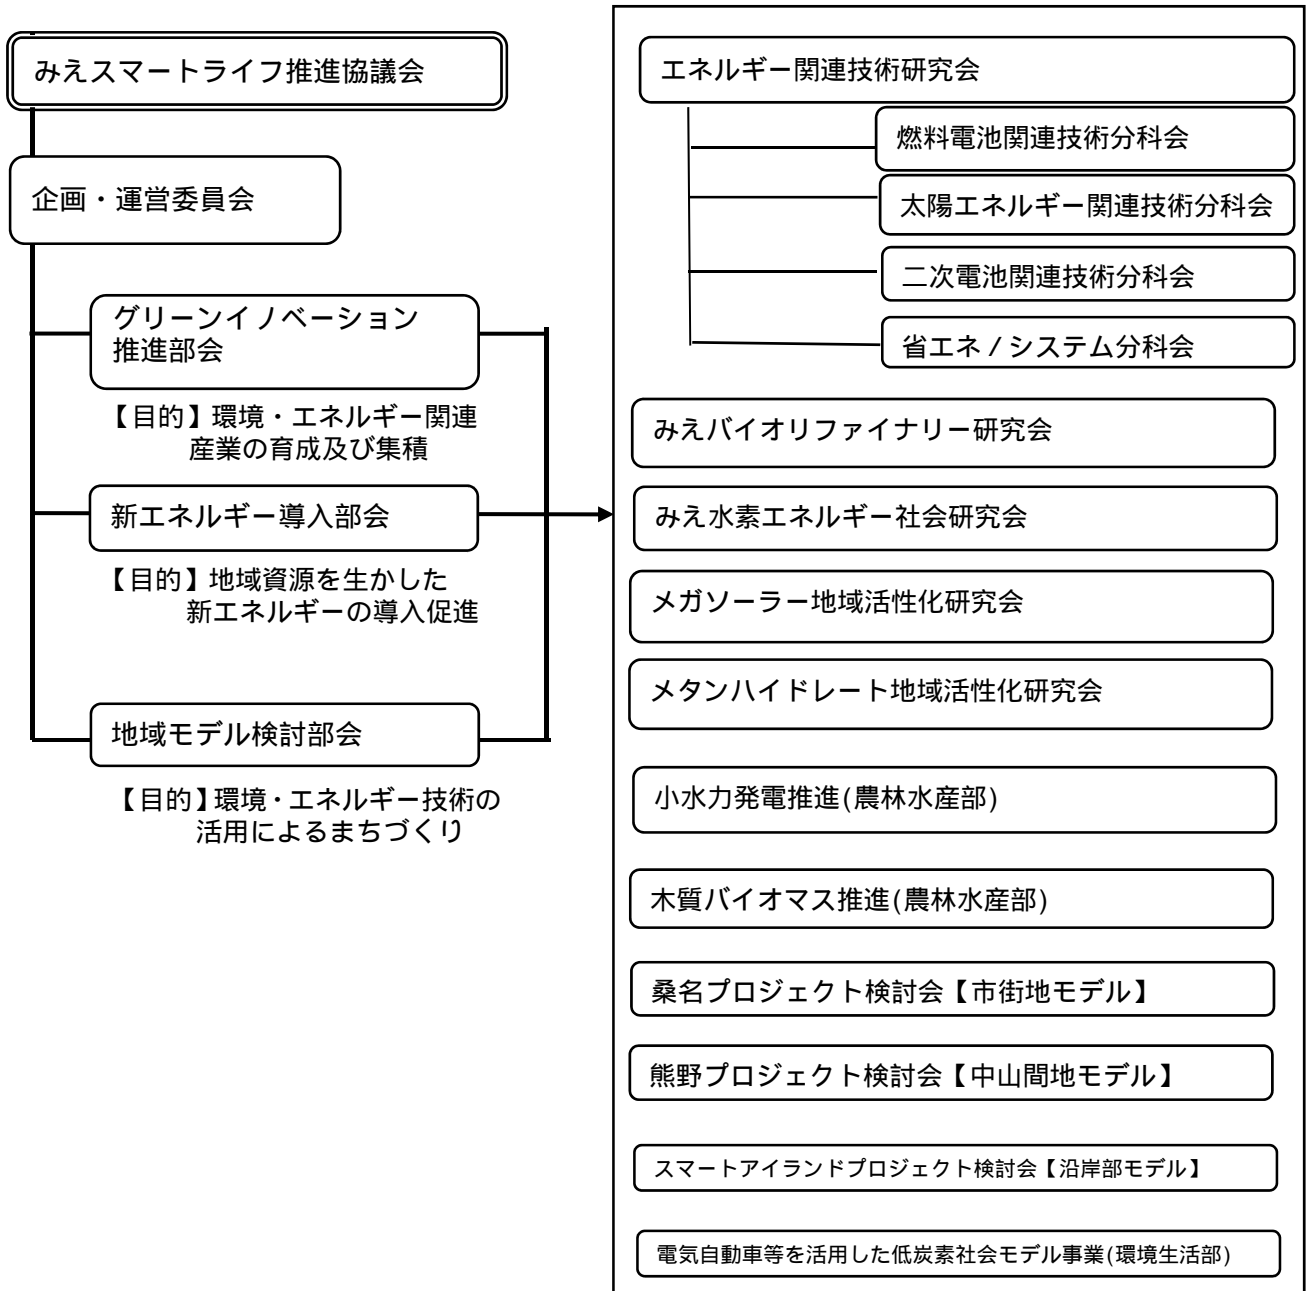 みえスマートライフ推進協議会
企画・運営委員会
グリーンイノベーション
推進部会
【目的】環境・エネルギー関連
産業の育成及び集積
新エネルギー導入部会
【目的】地域資源を生かした
新エネルギーの導入促進
地域モデル検討部会
【目的】環境・エネルギー技術の
活用によるまちづくり
エネルギー関連技術研究会
燃料電池関連技術分科会
太陽エネルギー関連技術分科会
二次電池関連技術分科会
省エネ/システム分科会
みえバイオリファイナリー研究会
みえ水素エネルギー社会研究会
メガソーラー地域活性化研究会
メタンハイドレート地域活性化研究会
小水力発電推進(農林水産部)
木質バイオマス推進(農林水産部)
桑名プロジェクト検討会【市街地モデル】
熊野プロジェクト検討会【中山間地モデル】
スマートアイランドプロジェクト検討会【沿岸部モデル】
電気自動車等を活用した低炭素社会モデル事業(環境生活部)